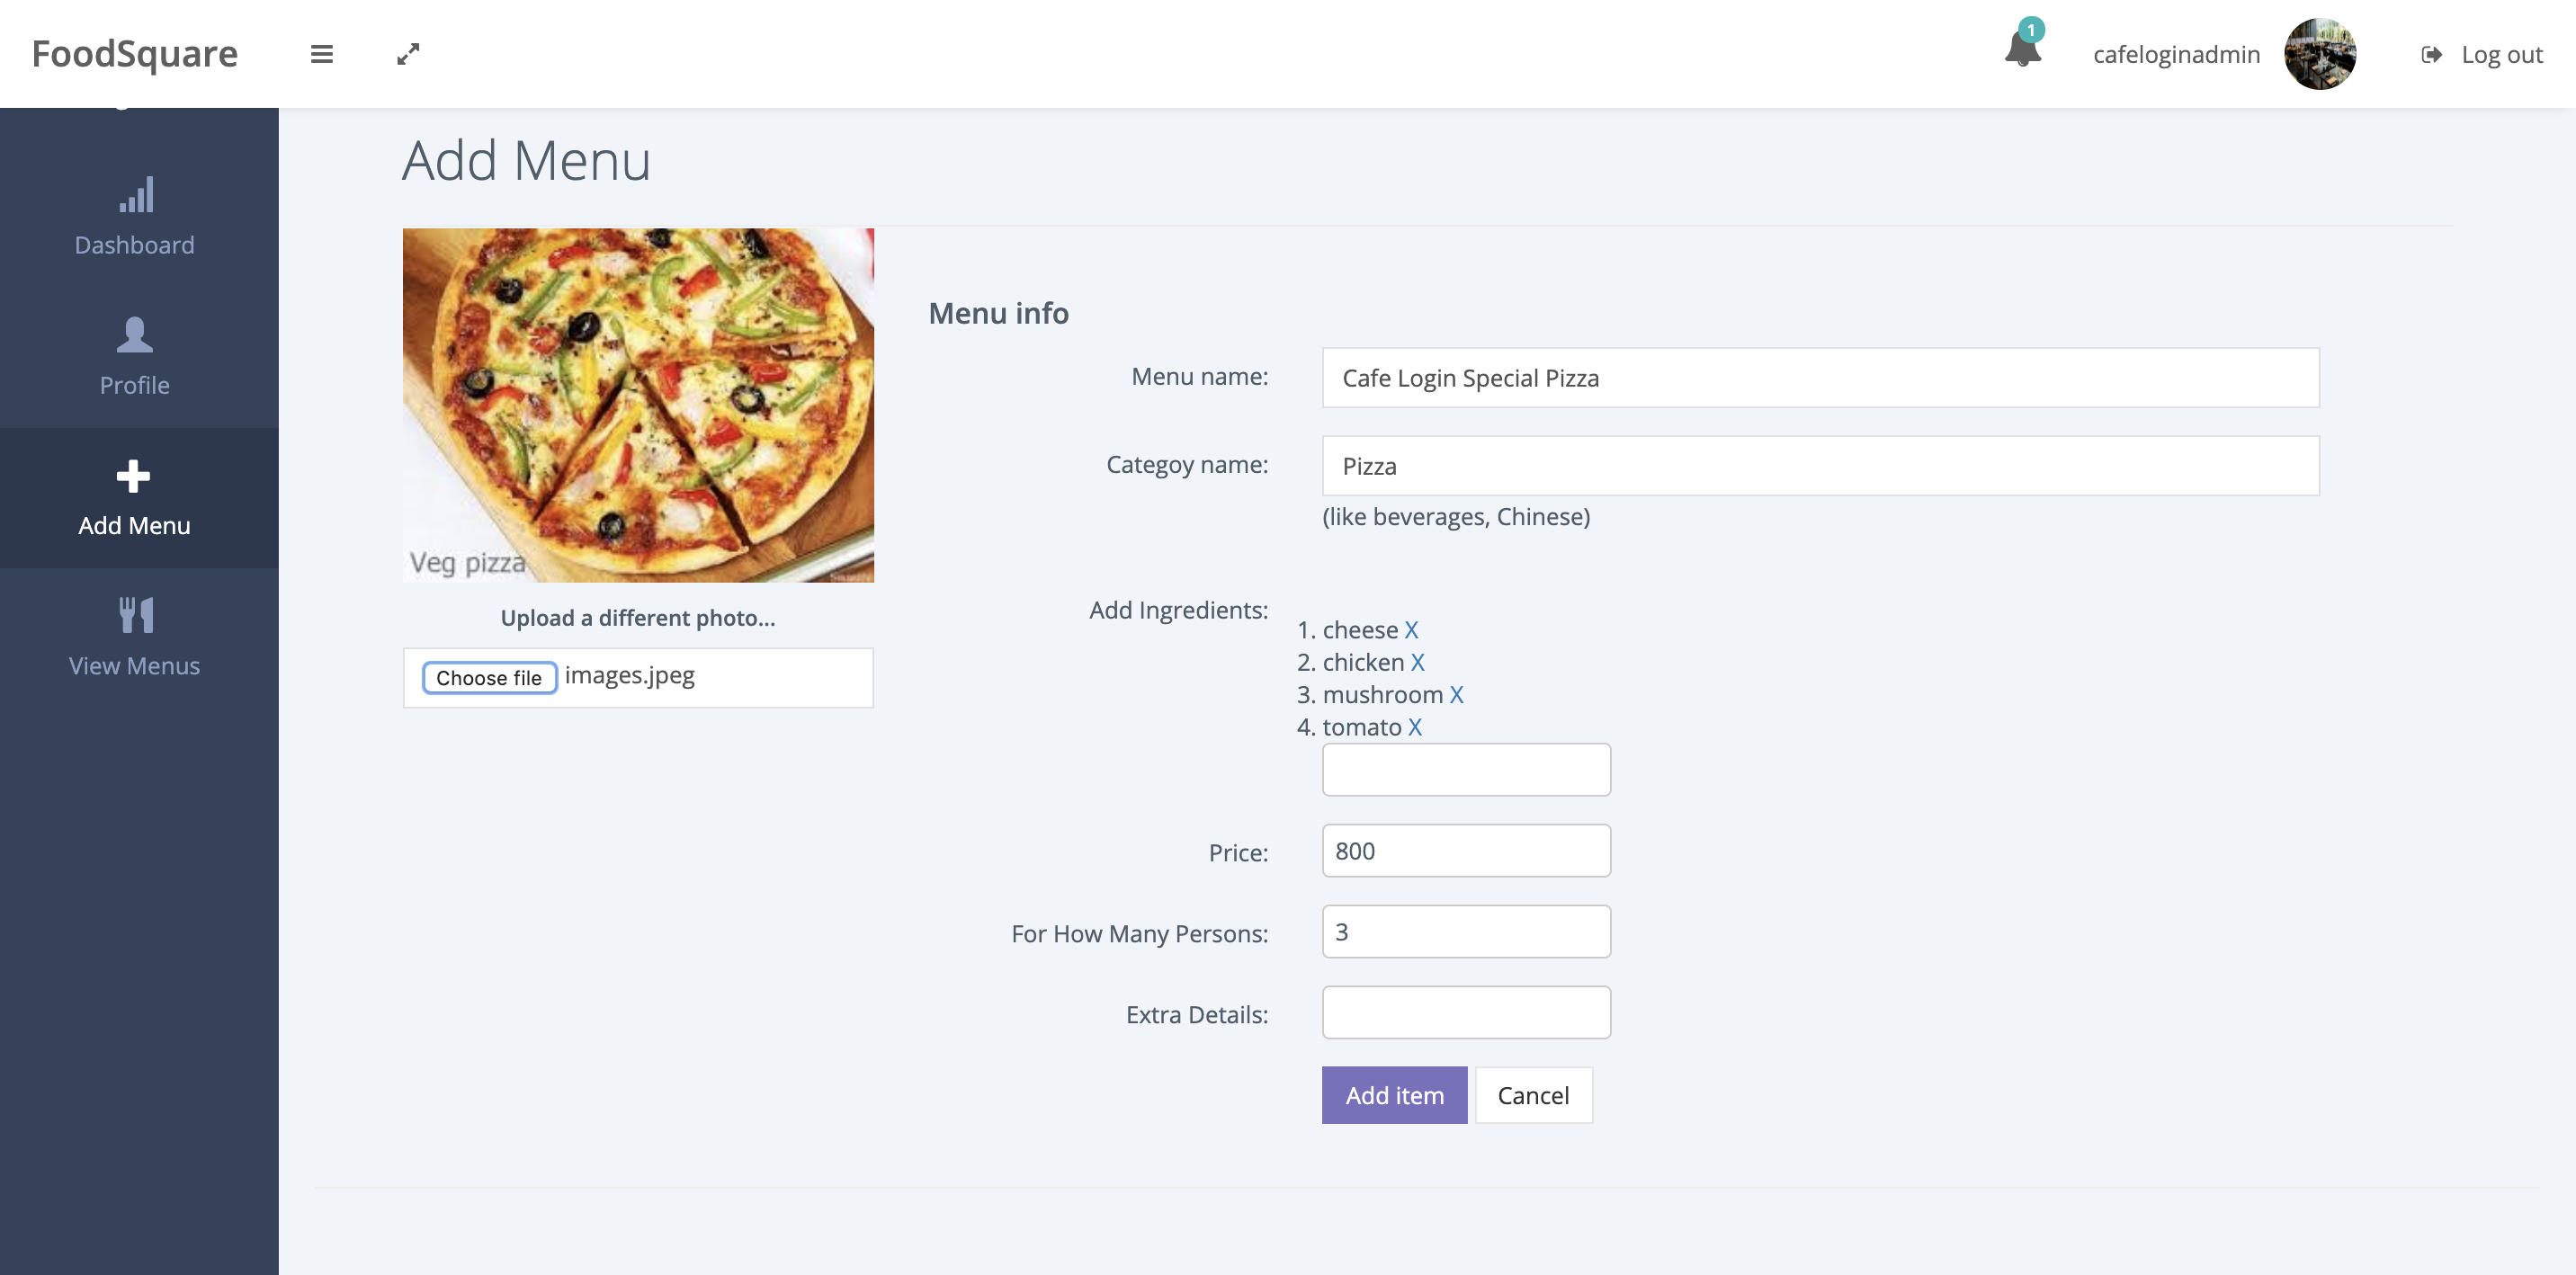 FoodSquare
1
cafeloginadmin
Log out
Dashboard
Profile
Add Menu
View Menus
Add Menu
Veg pizza
Upload a different photo...
Choose file images.jpeg
Menu info
Menu name: Cafe Login Special Pizza
Categoy name: Pizza
(like beverages, Chinese)
Add Ingredients:
1. cheese X
2. chicken X
3. mushroom X
4. tomato X
Price: 800
For How Many Persons: 3
Extra Details:
Add item Cancel